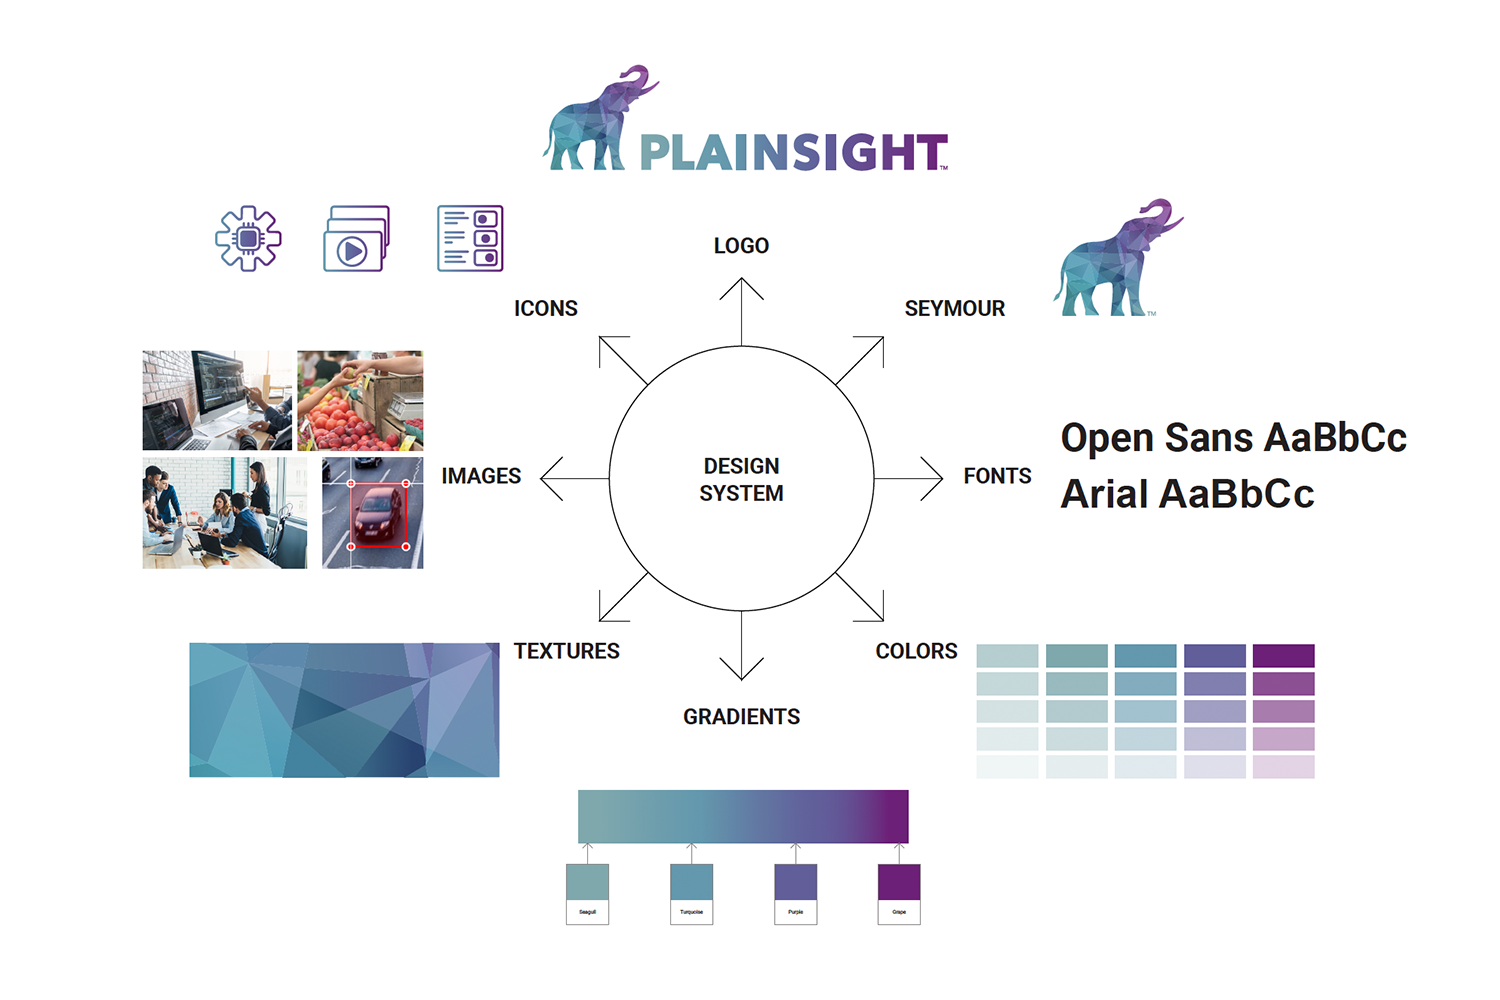 PLAINSIGHT™
LOGO
ICONS
SEYMOUR
™
IMAGES
DESIGN
SYSTEM
FONTS
Open Sans AaBbCc
Arial AaBbCc
TEXTURES
COLORS
GRADIENTS
Seagull
Turquoise
Purple
Grape